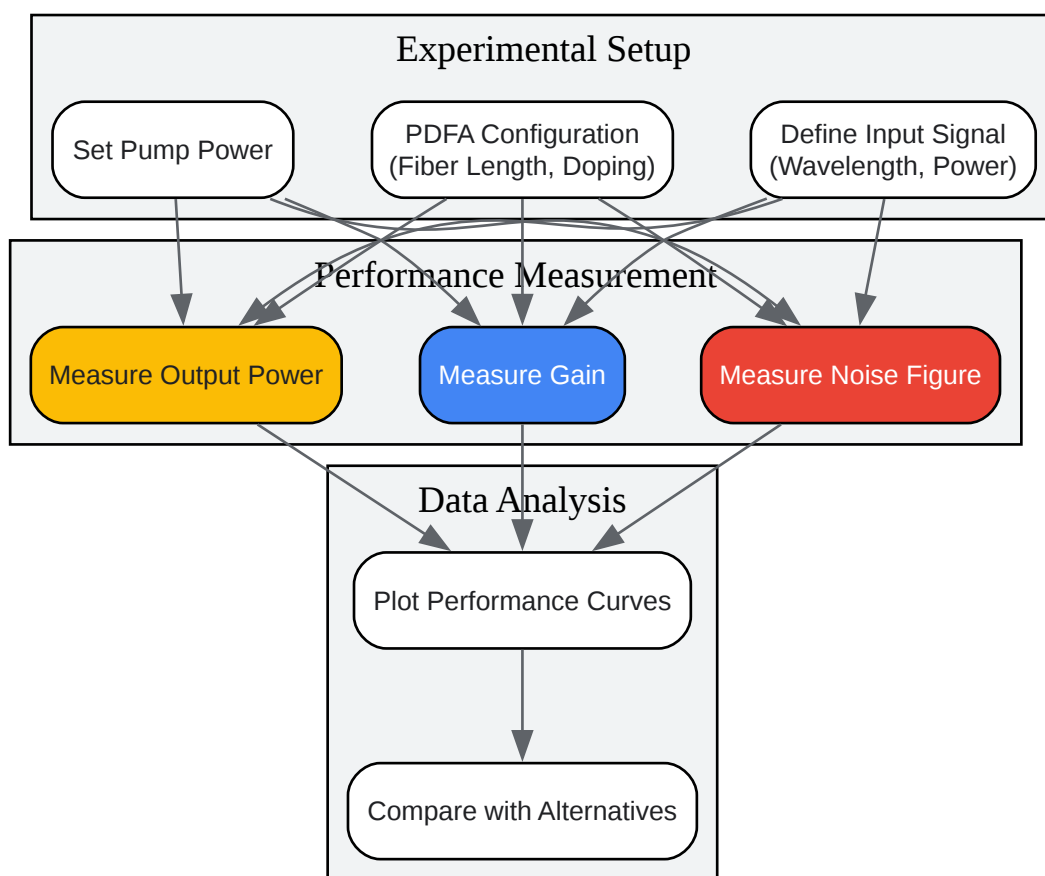 Experimental Setup
Set Pump Power
PDFA Configuration
(Fiber Length, Doping)
Define Input Signal
(Wavelength, Power)
Performance Measurement
Measure Output Power
Measure Gain
Measure Noise Figure
Data Analysis
Plot Performance Curves
Compare with Alternatives